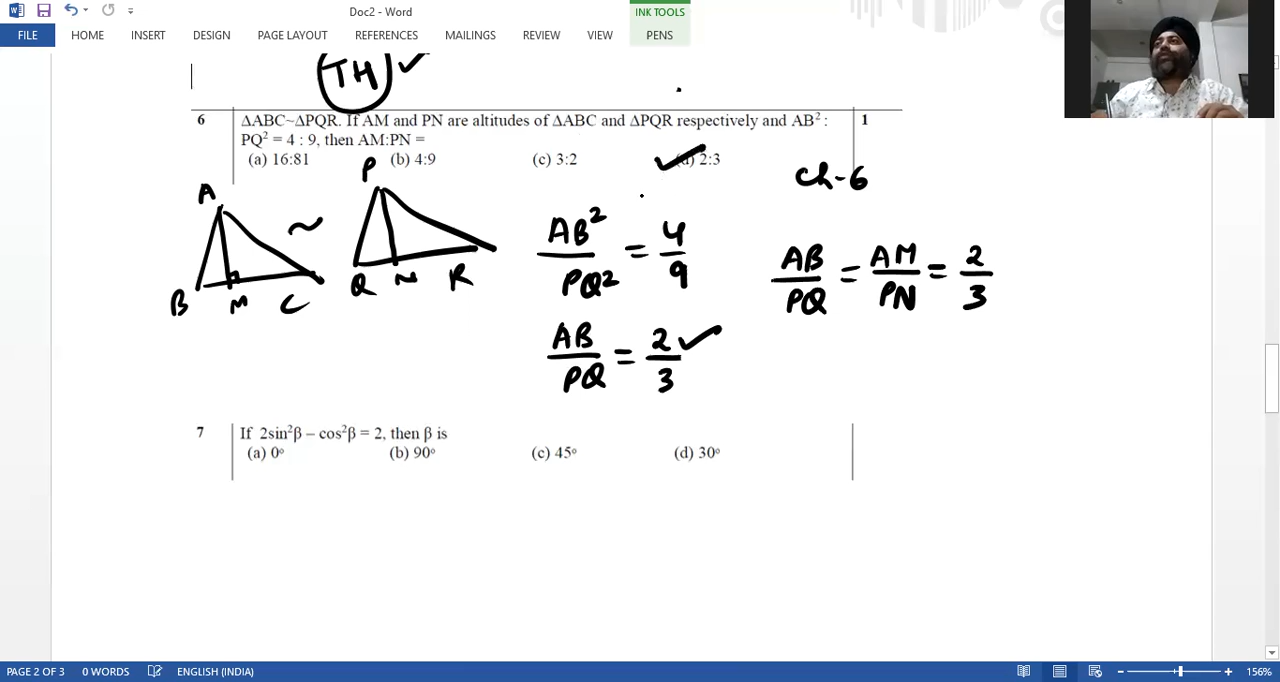 Doc2 - Word
INK TOOLS
FILE HOME INSERT DESIGN PAGE LAYOUT REFERENCES MAILINGS REVIEW VIEW PENS
TH
6 ΔABC~ΔPQR. If AM and PN are altitudes of ΔABC and ΔPQR respectively and AB² : 1
PQ² = 4 : 9, then AM:PN =
(a) 16:81 (b) 4:9 (c) 3:2 (d) 2:3
ch-6
A P
B M C ~ Q N R
AB²/PQ² = 4/9
AB/PQ = AM/PN = 2/3
AB/PQ = 2/3
7 If 2sin²β – cos²β = 2, then β is
(a) 0° (b) 90° (c) 45° (d) 30°
PAGE 2 OF 3 0 WORDS ENGLISH (INDIA) 156%